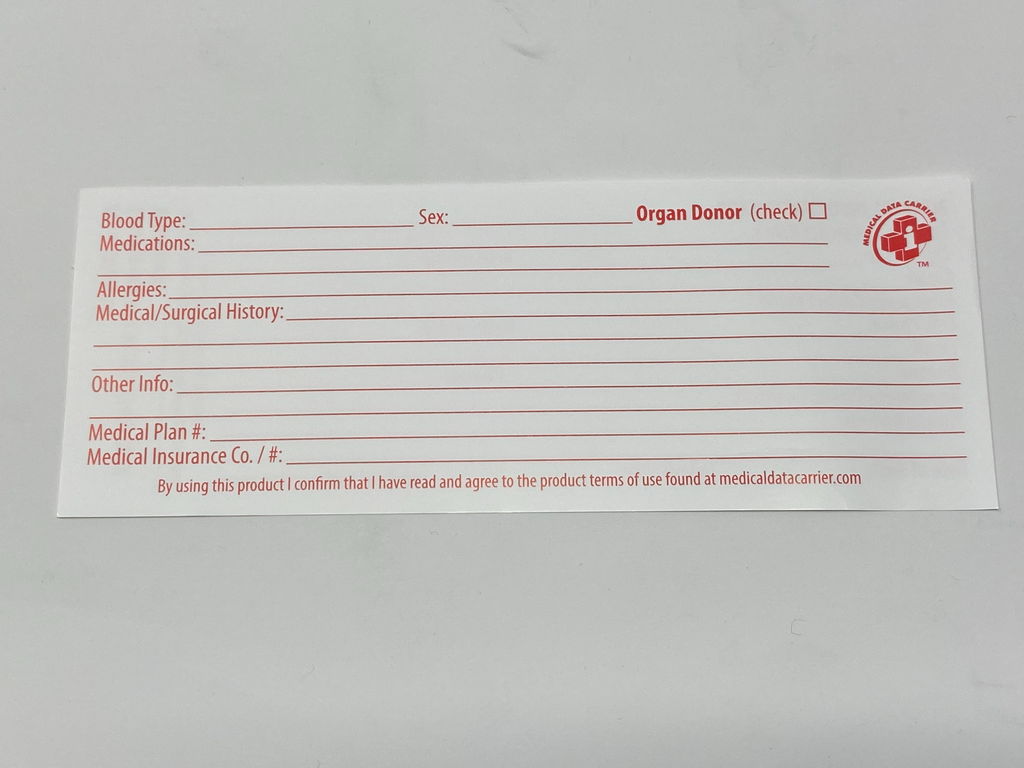 Blood Type: Sex: Organ Donor (check)
MEDICAL DATA CARRIER
i
TM
Medications:
Allergies:
Medical/Surgical History:
Other Info:
Medical Plan #:
Medical Insurance Co. / #:
By using this product I confirm that I have read and agree to the product terms of use found at medicaldatacarrier.com